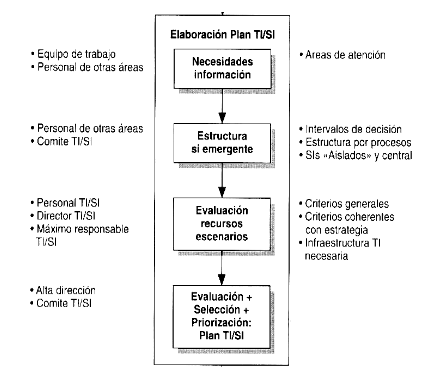 Elaboración Plan TI/SI
• Equipo de trabajo
• Personal de otras áreas
Necesidades
información
• Areas de atención
• Personal de otras áreas
• Comite TI/SI
Estructura
si emergente
• Intervalos de decisión
• Estructura por procesos
• SIs «Aislados» y central
• Personal TI/SI
• Director TI/SI
• Máximo responsable
TI/SI
Evaluación
recursos
escenarios
• Criterios generales
• Criterios coherentes
con estrategia
• Infraestructura TI
necesaria
• Alta dirección
• Comite TI/SI
Evaluación +
Selección +
Priorización:
Plan TI/SI